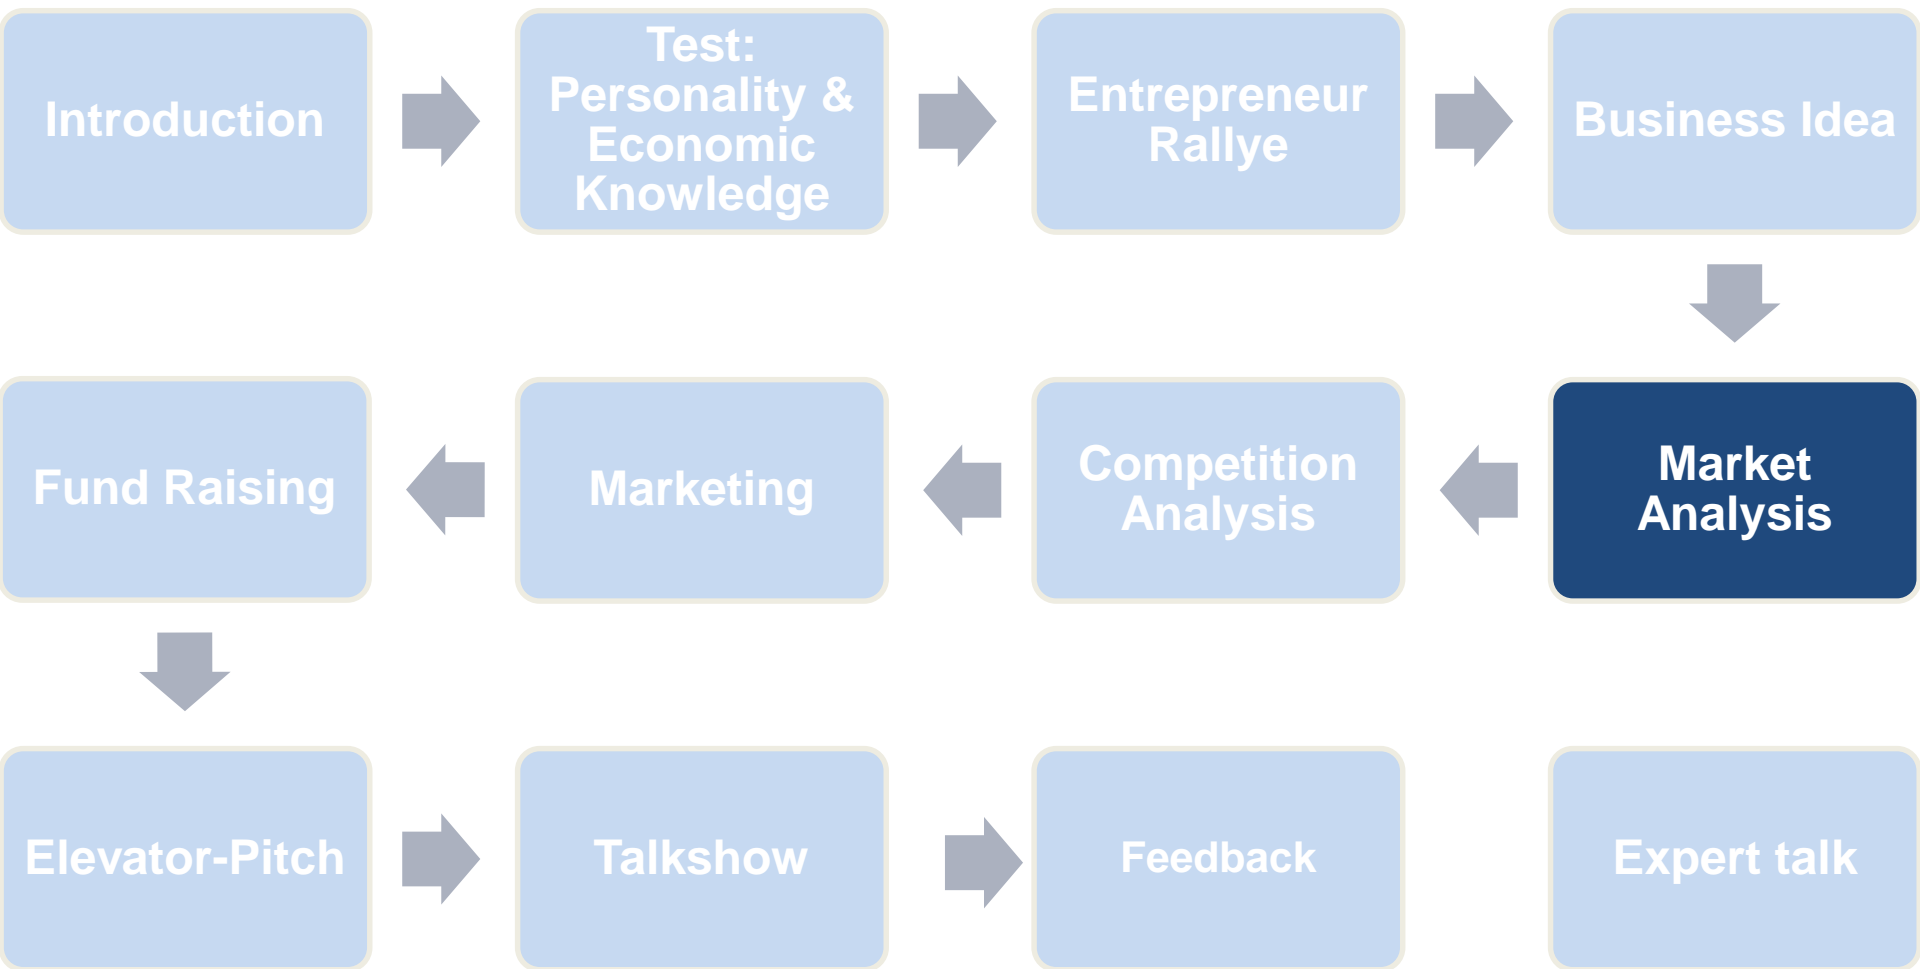 Introduction
Test:
Personality &
Economic
Knowledge
Entrepreneur
Rallye
Business Idea
Fund Raising
Marketing
Competition
Analysis
Market
Analysis
Elevator-Pitch
Talkshow
Feedback
Expert talk